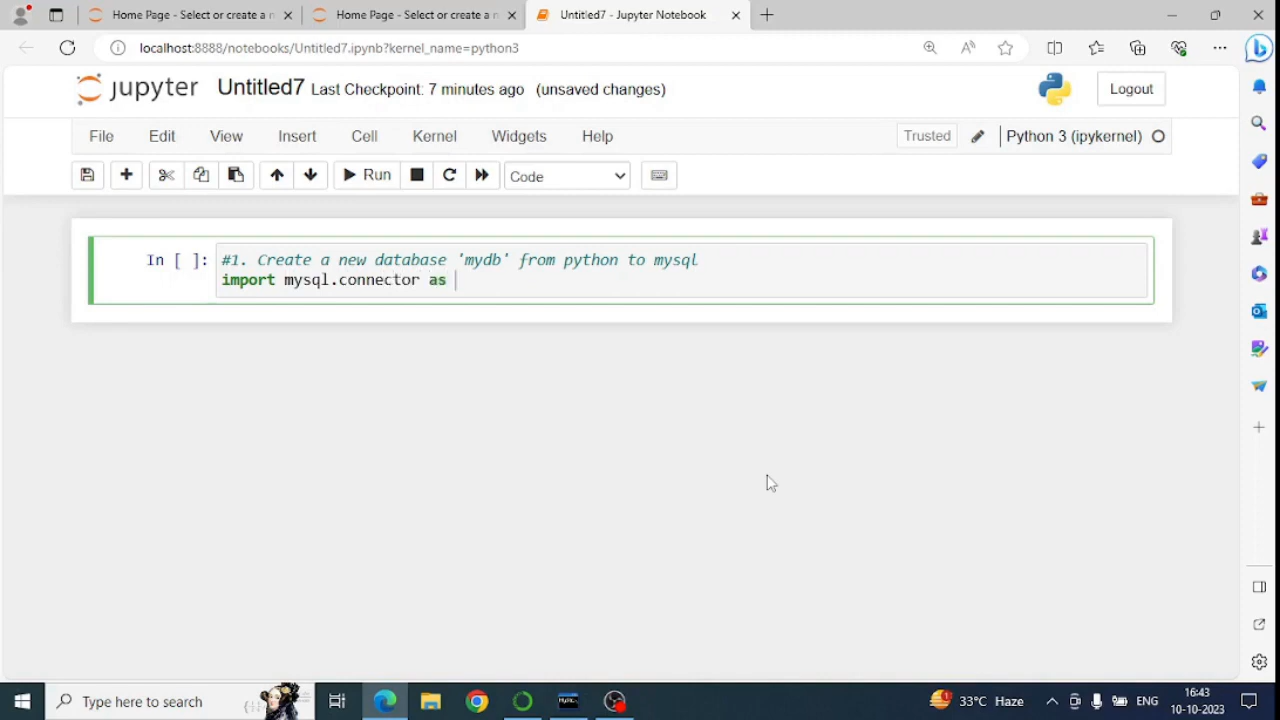 Home Page - Select or create a n
Home Page - Select or create a n
Untitled7 - Jupyter Notebook
localhost:8888/notebooks/Untitled7.ipynb?kernel_name=python3
jupyter Untitled7 Last Checkpoint: 7 minutes ago (unsaved changes)
Logout
File Edit View Insert Cell Kernel Widgets Help
Trusted
Python 3 (ipykernel)
Run
Code
In [ ]:
#1. Create a new database 'mydb' from python to mysql
import mysql.connector as
Type here to search
33°C Haze
ENG
16:43
10-10-2023